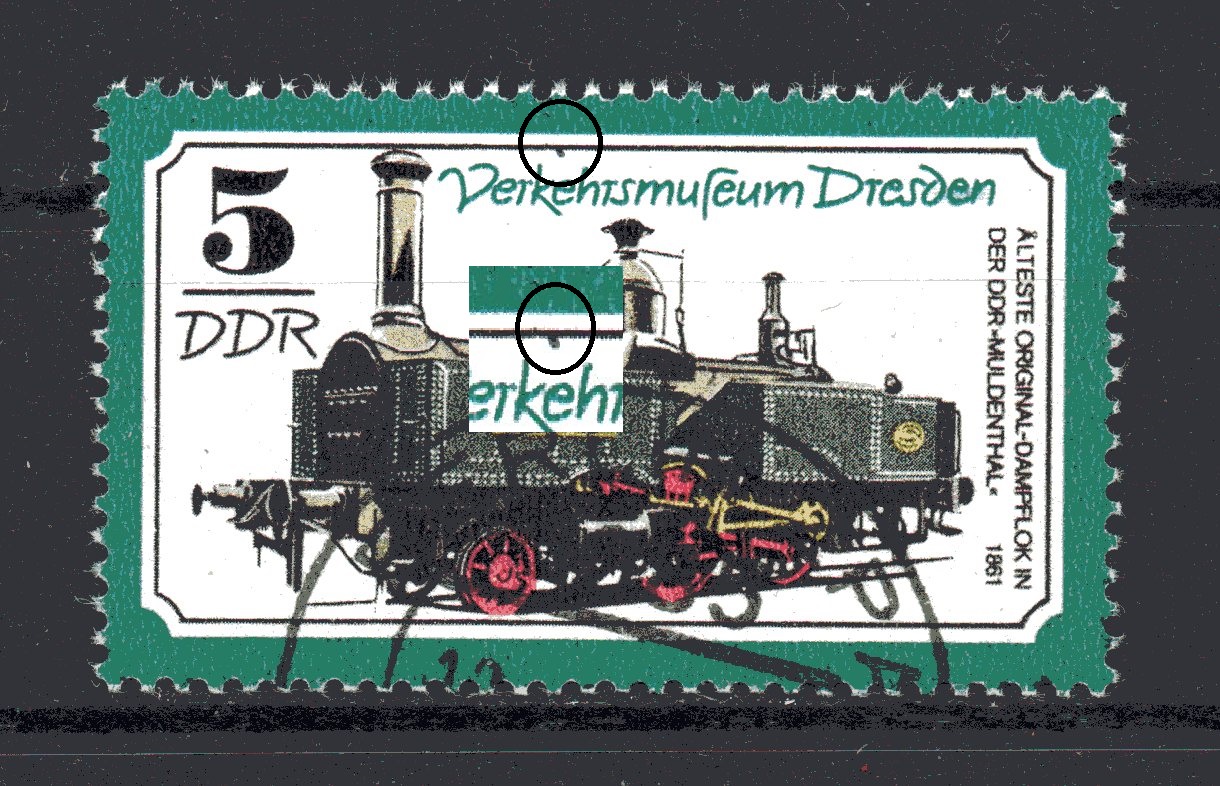 5
DDR
Verkehrsmuſeum Dresden
ÄLTESTE ORIGINAL-DAMPFLOK IN
DER DDR »MULDENTHAL« 1861
erkehr